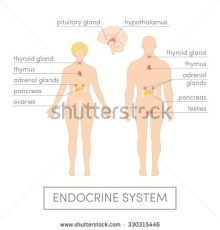 pituitary gland
hypothalamus
thyroid gland
thymus
adrenal glands
pancreas
ovaries
thyroid gland
thymus
adrenal
glands
pancreas
testies
ENDOCRINE SYSTEM
shutterstock
www.shutterstock.com · 330315446